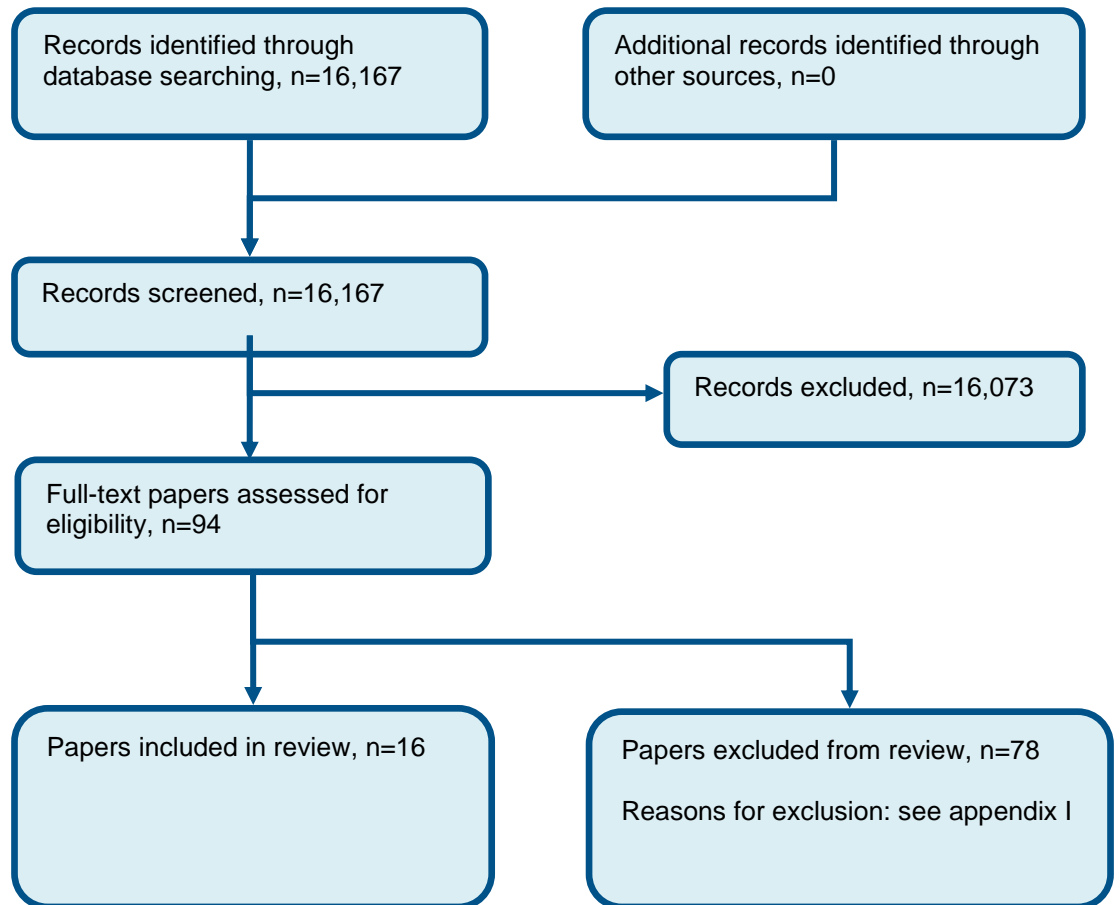 Records identified through
database searching, n=16,167
Additional records identified through
other sources, n=0
Records screened, n=16,167
Records excluded, n=16,073
Full-text papers assessed for
eligibility, n=94
Papers included in review, n=16
Papers excluded from review, n=78
Reasons for exclusion: see appendix I